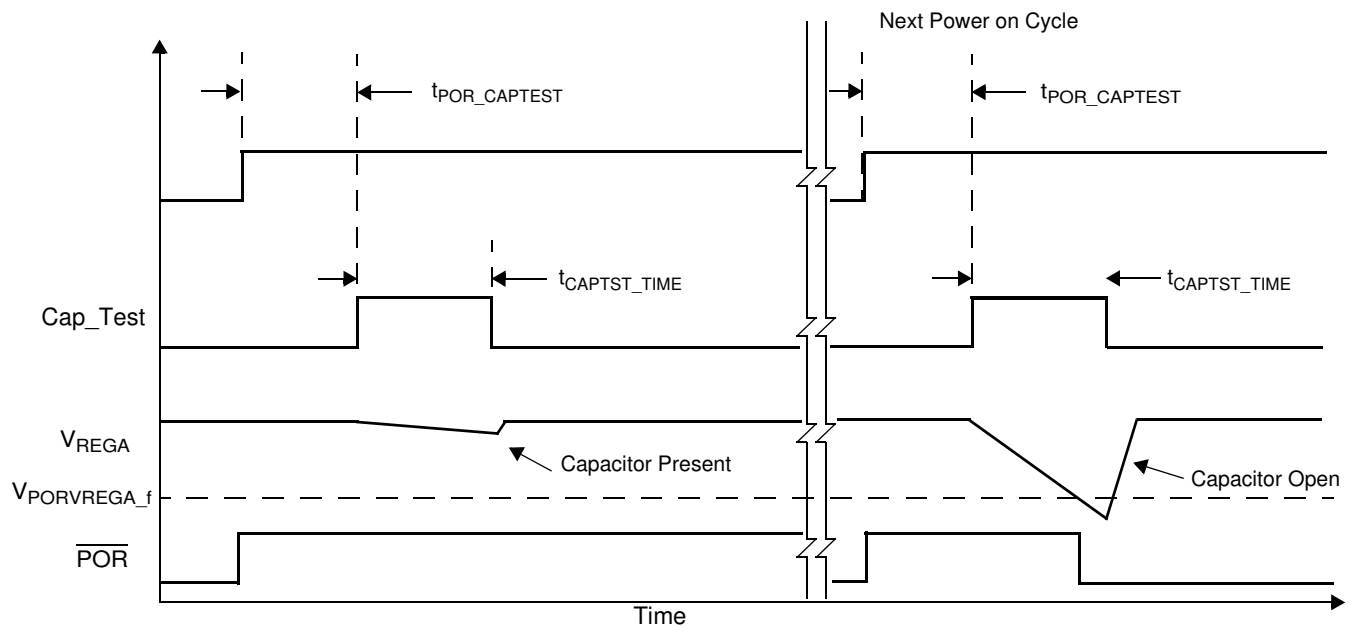 Next Power on Cycle
tPOR_CAPTEST
tPOR_CAPTEST
tCAPTST_TIME
tCAPTST_TIME
Cap_Test
VREGA
Capacitor Present
Capacitor Open
VPORVREGA_f
POR
Time